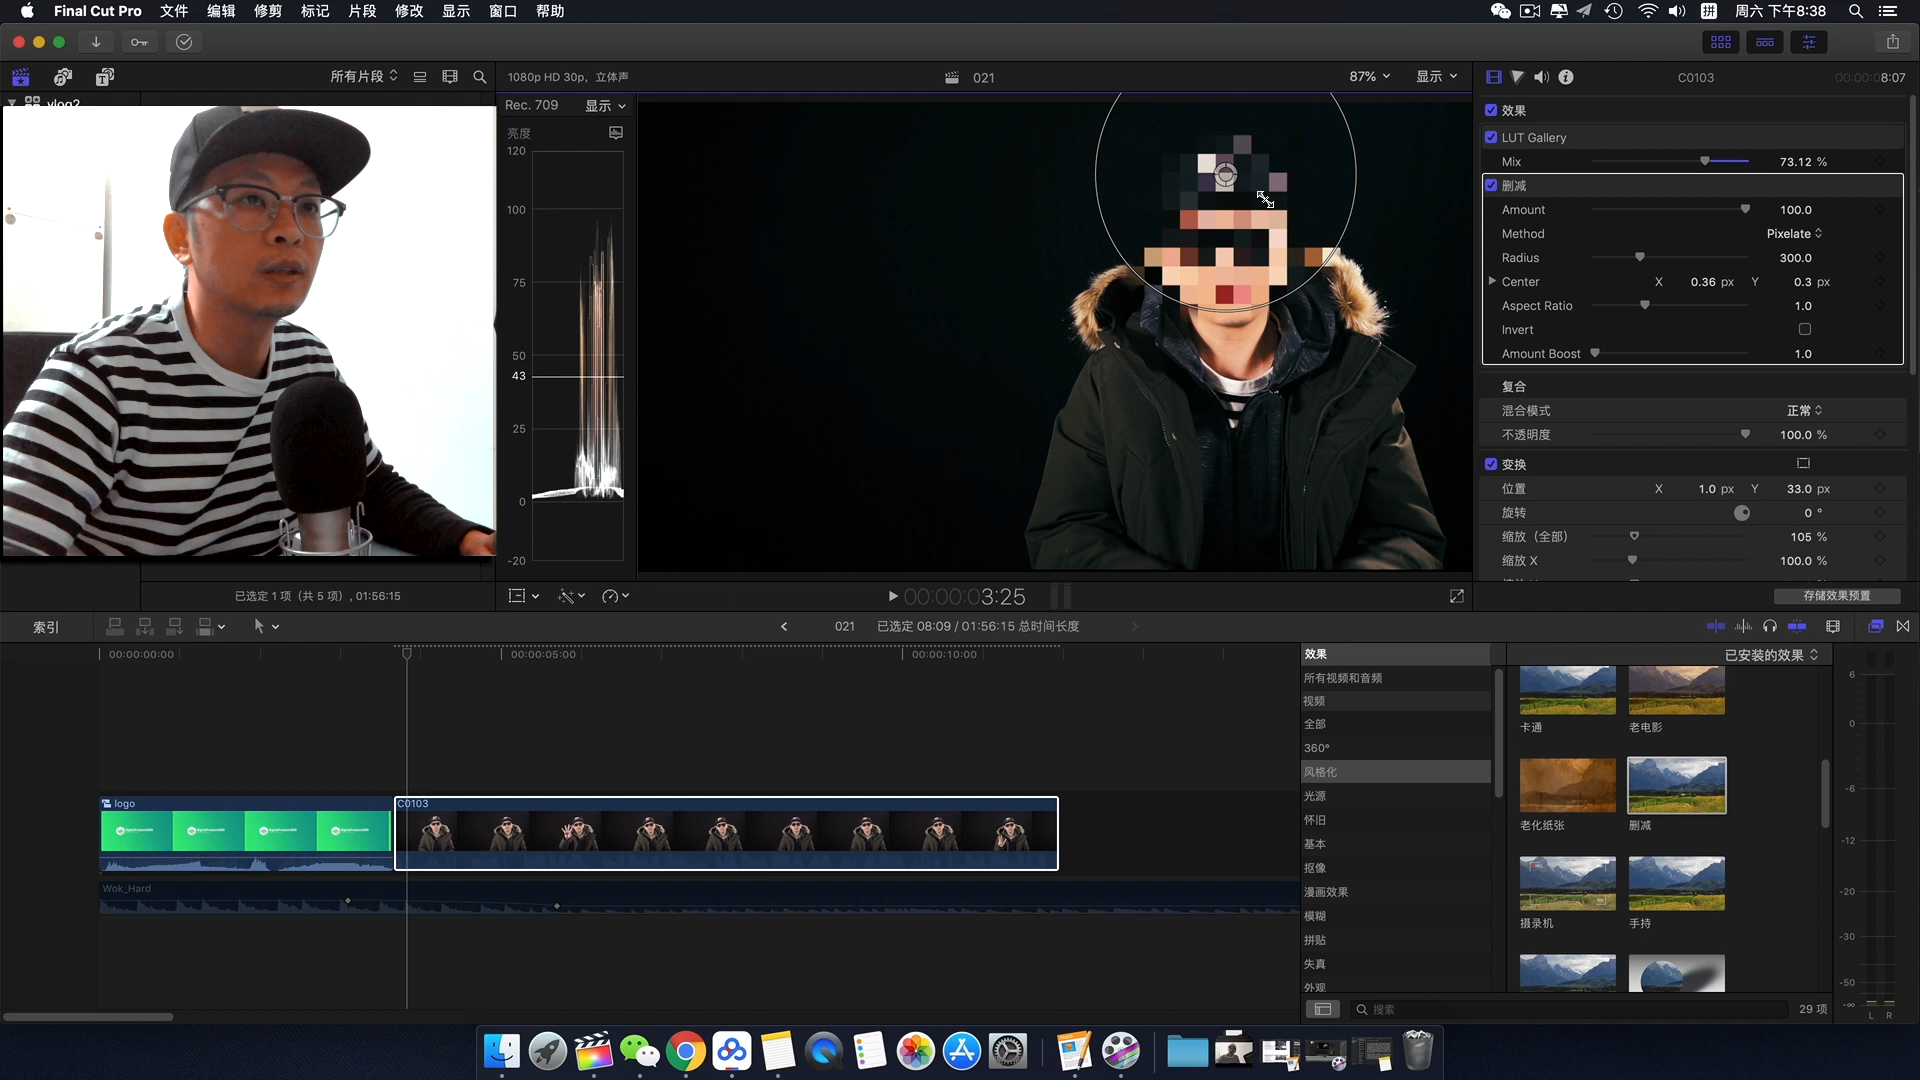 Final Cut Pro 文件 编辑 修剪 标记 片段 修改 显示 窗口 帮助
拼 周六 下午8:38
所有片段
1080p HD 30p, 立体声
021
87%
显示
C0103
00:00:08:07
vlog2
Rec. 709
显示
亮度
120
100
75
50
43
25
0
-20
效果
LUT Gallery
Mix 73.12 %
删减
Amount 100.0
Method Pixelate
Radius 300.0
Center X 0.36 px Y 0.3 px
Aspect Ratio 1.0
Invert
Amount Boost 1.0
复合
混合模式 正常
不透明度 100.0 %
变换
位置 X 1.0 px Y 33.0 px
旋转 0 °
缩放（全部） 105 %
缩放 X 100.0 %
已选定 1 项（共 5 项）, 01:56:15
00:00:03:25
存储效果预置
索引
021
已选定 08:09 / 01:56:15 总时间长度
00:00:00:00
00:00:05:00
00:00:10:00
logo
C0103
Wok_Hard
效果
已安装的效果
所有视频和音频
视频
全部
360°
风格化
光源
怀旧
基本
抠像
漫画效果
模糊
拼贴
失真
外观
卡通
老电影
老化纸张
删减
摄录机
手持
搜索
29 项
6
0
-6
-12
-20
-30
-50
-∞
L R